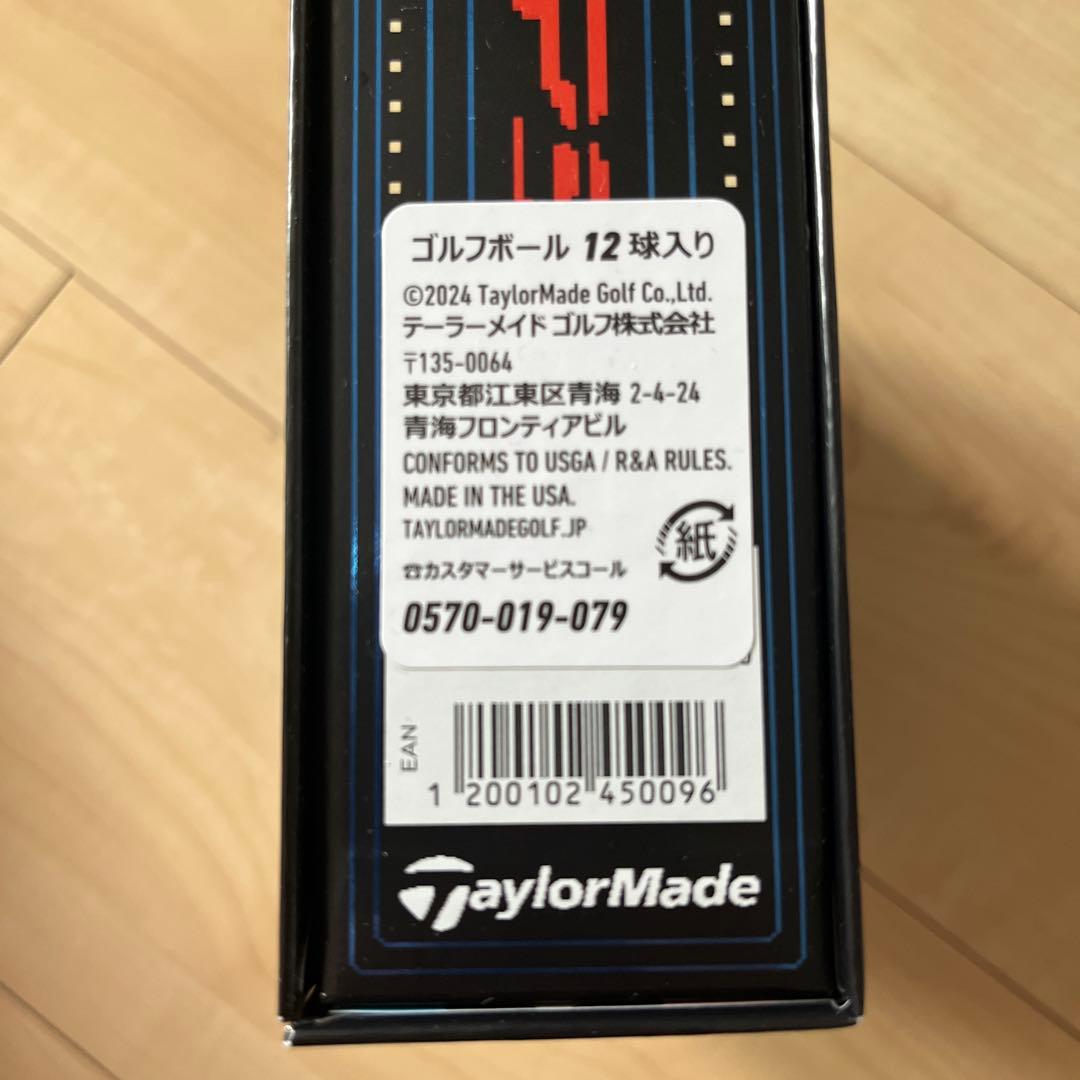 ゴルフボール 12 球入り
©2024 TaylorMade Golf Co.,Ltd.
テーラーメイド ゴルフ株式会社
〒135-0064
東京都江東区青海 2-4-24
青海フロンティアビル
CONFORMS TO USGA / R&A RULES.
MADE IN THE USA.
TAYLORMADEGOLF.JP
紙
☎カスタマーサービスコール
0570-019-079
EAN
1 200102 450096
TaylorMade